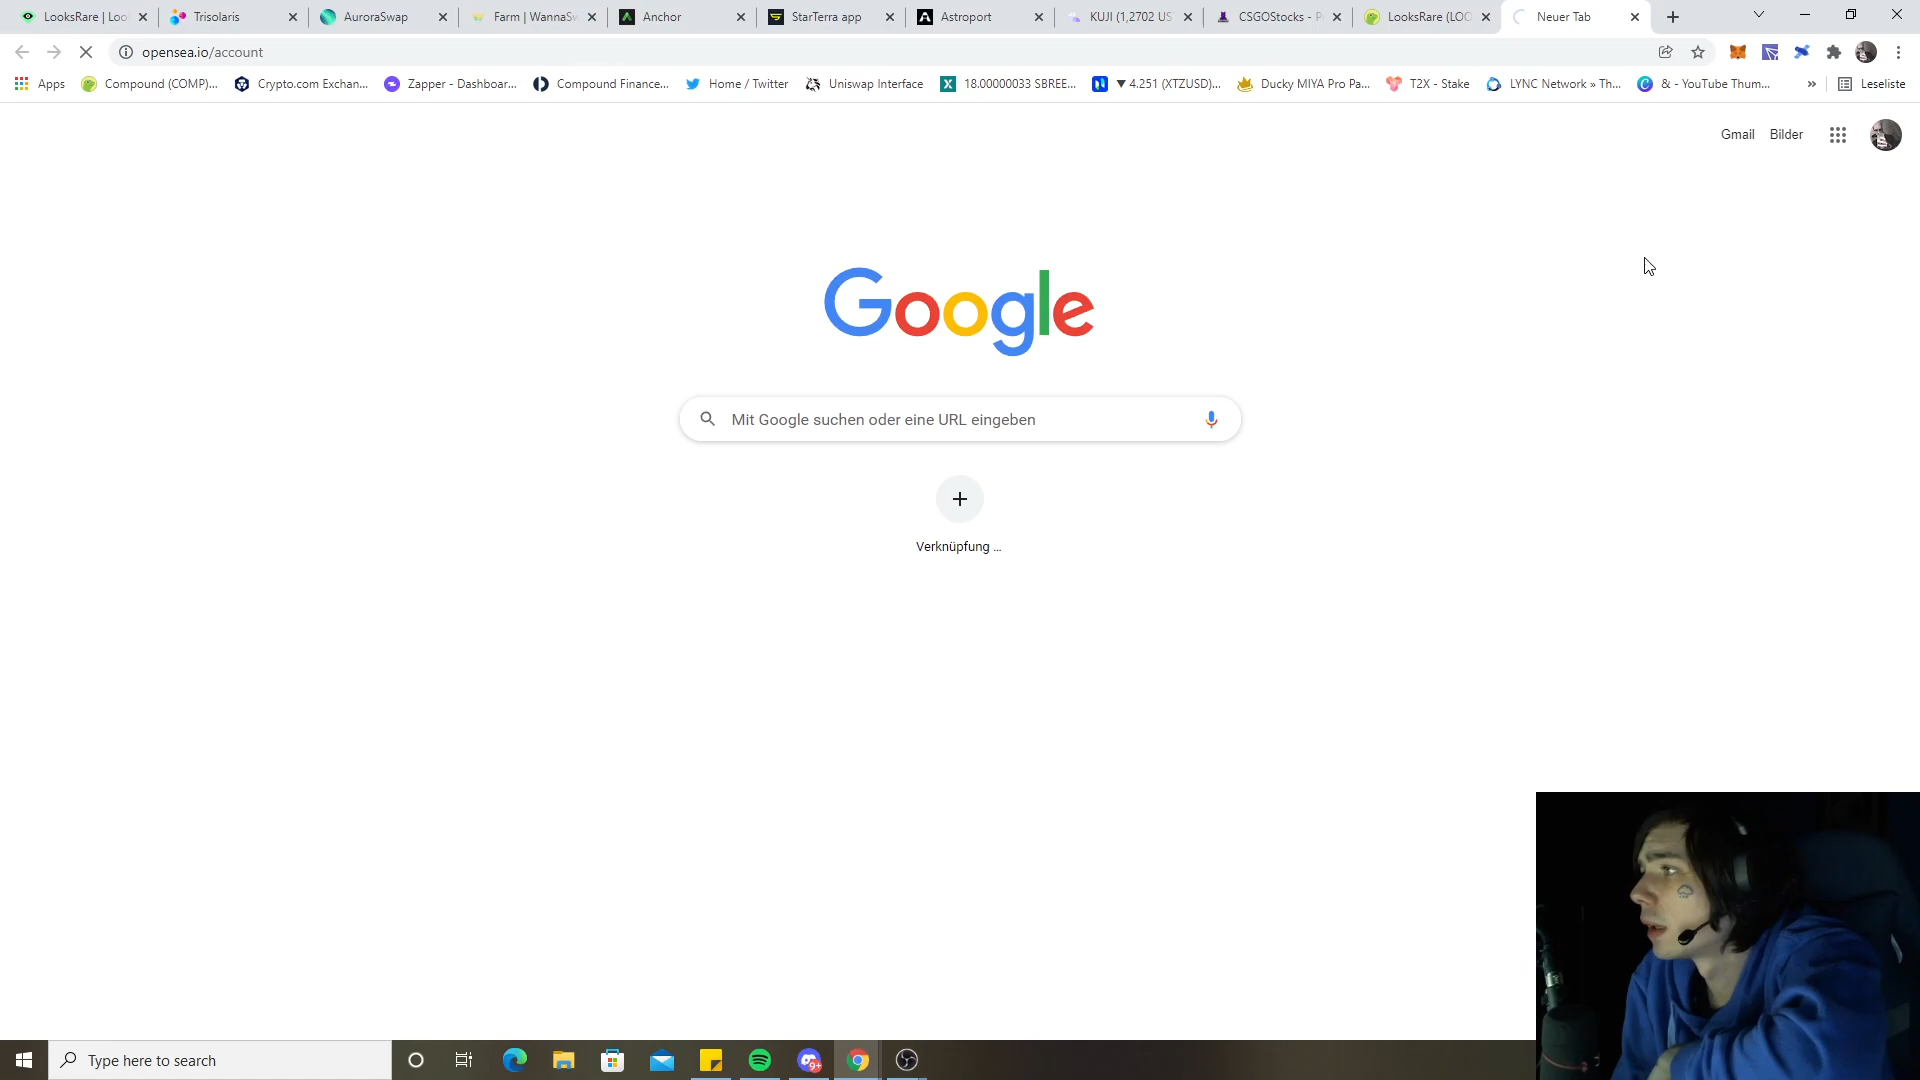 LooksRare | Loo
Trisolaris
AuroraSwap
Farm | WannaSw
Anchor
StarTerra app
Astroport
KUJI (1,2702 US
CSGOStocks - P
LooksRare (LOO
Neuer Tab
opensea.io/account
Apps
Compound (COMP)...
Crypto.com Exchan...
Zapper - Dashboar...
Compound Finance...
Home / Twitter
Uniswap Interface
18.00000033 SBREE...
▼ 4.251 (XTZUSD)...
Ducky MIYA Pro Pa...
T2X - Stake
LYNC Network » Th...
& - YouTube Thum...
»
Leseliste
Gmail
Bilder
Google
Mit Google suchen oder eine URL eingeben
Verknüpfung ...
Type here to search
9+